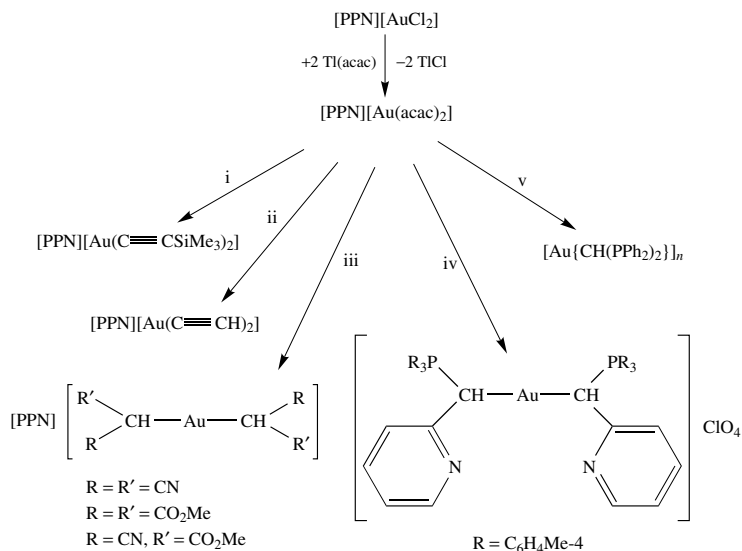 [PPN][AuCl₂]
+2 Tl(acac) −2 TlCl
[PPN][Au(acac)₂]
i
ii
iii
iv
v
[PPN][Au(C≡CSiMe₃)₂]
[Au{CH(PPh₂)₂}]ₙ
[PPN][Au(C≡CH)₂]
R₃P PR₃
CH Au CH
N N
ClO₄
[PPN]
R′ R
CH Au CH
R R′
R = R′ = CN
R = R′ = CO₂Me
R = CN, R′ = CO₂Me
R = C₆H₄Me-4